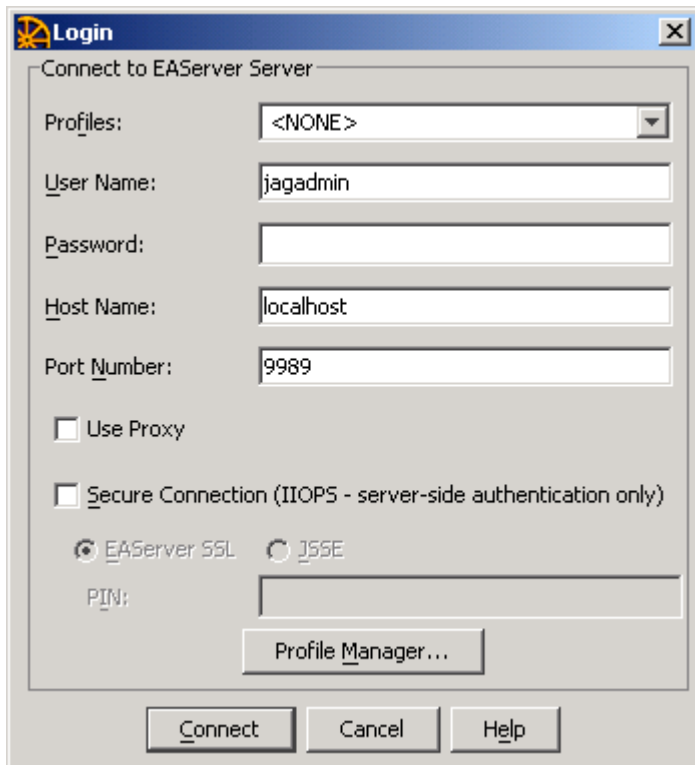 Login
Connect to EAServer Server
Profiles: <NONE>
User Name: jagadmin
Password:
Host Name: localhost
Port Number: 9989
Use Proxy
Secure Connection (IIOPS - server-side authentication only)
EAServer SSL JSSE
PIN:
Profile Manager...
Connect Cancel Help